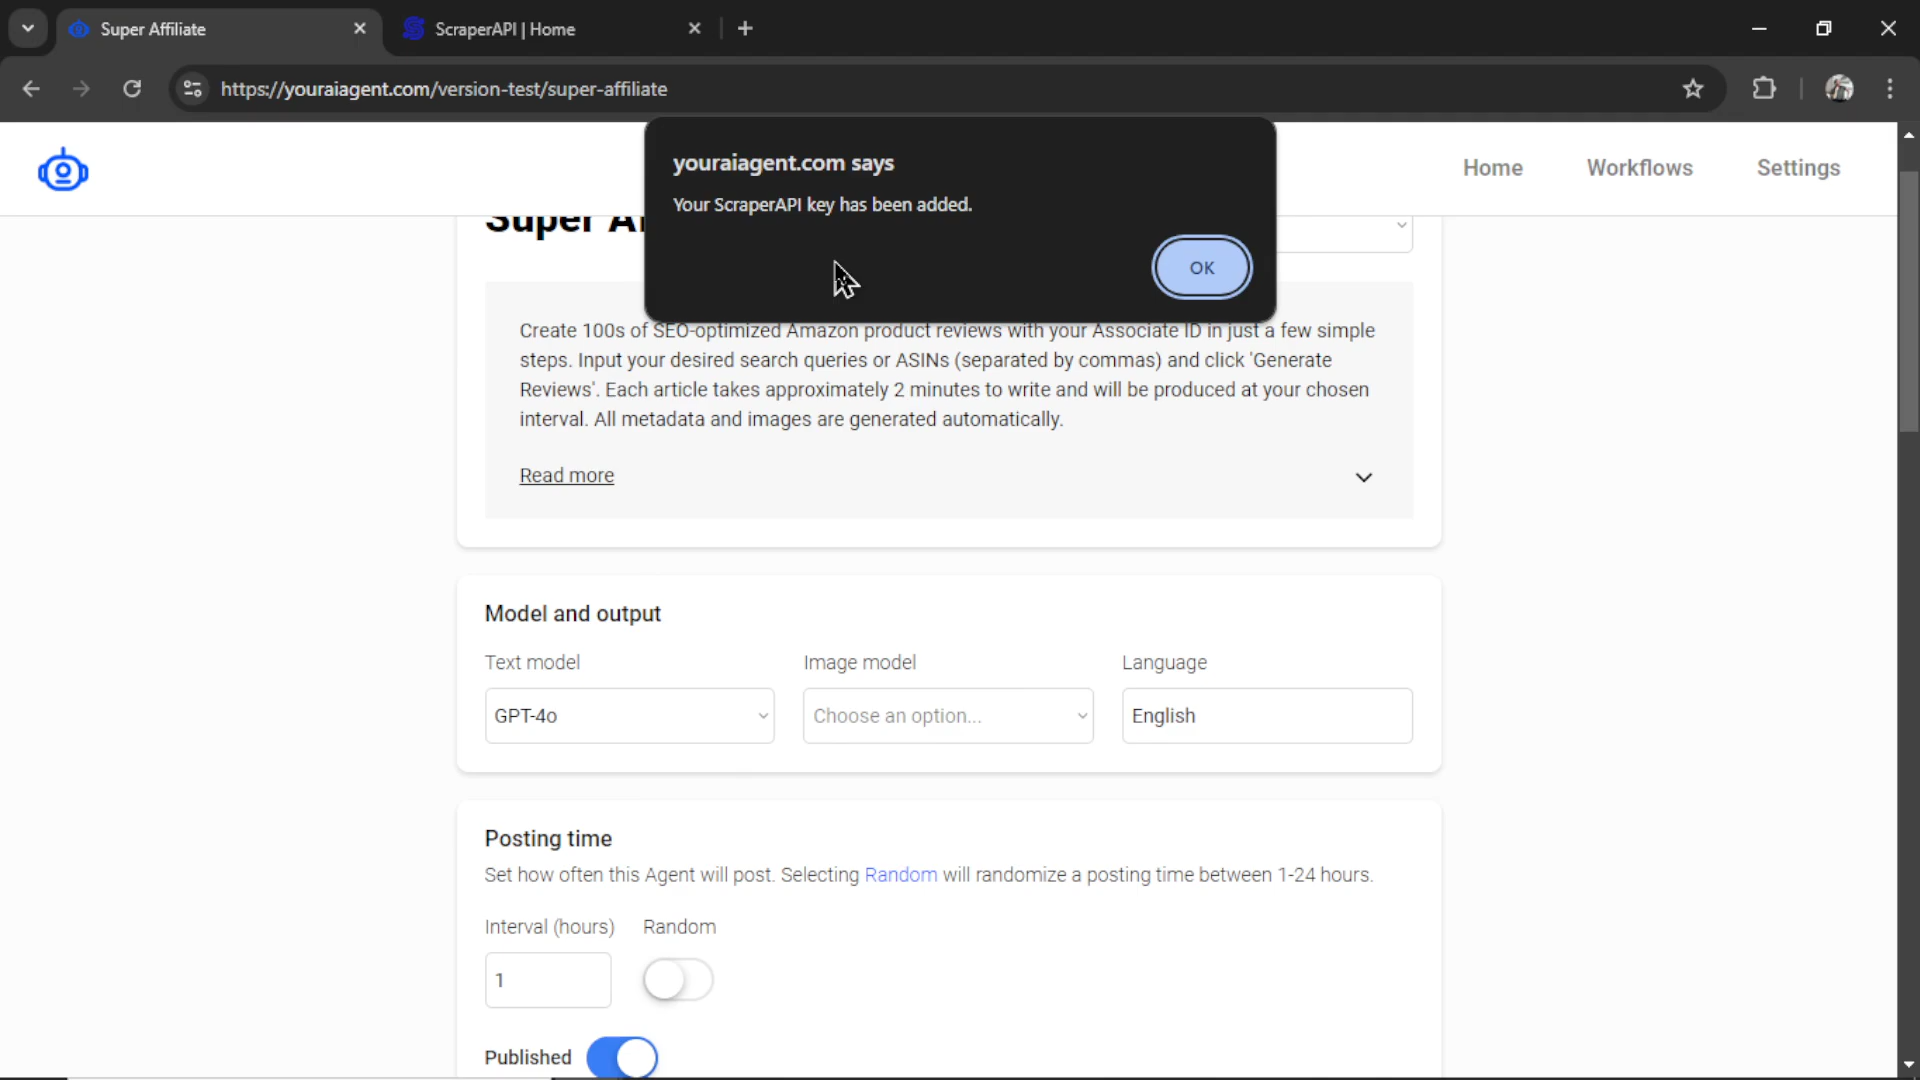 Super Affiliate
ScraperAPI | Home
https://youraiagent.com/version-test/super-affiliate
youraiagent.com says
Your ScraperAPI key has been added.
OK
Home
Workflows
Settings
Super A
Create 100s of SEO-optimized Amazon product reviews with your Associate ID in just a few simple
steps. Input your desired search queries or ASINs (separated by commas) and click 'Generate
Reviews'. Each article takes approximately 2 minutes to write and will be produced at your chosen
interval. All metadata and images are generated automatically.
Read more
Model and output
Text model
Image model
Language
GPT-4o
Choose an option...
English
Posting time
Set how often this Agent will post. Selecting Random will randomize a posting time between 1-24 hours.
Interval (hours)
Random
1
Published